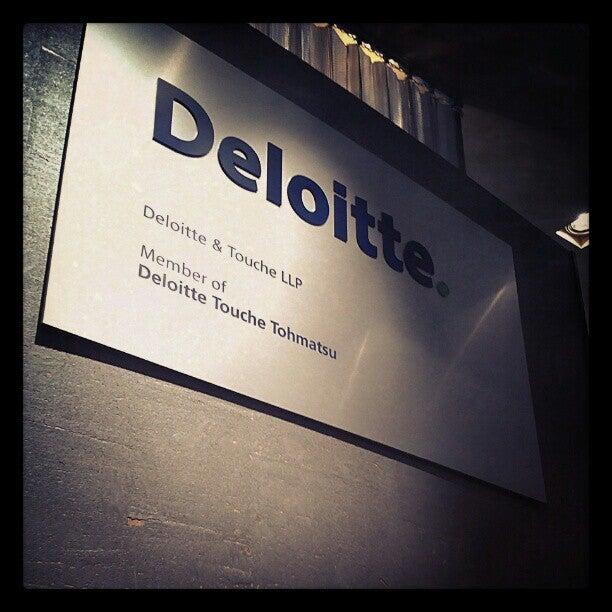 Deloitte.
Deloitte & Touche LLP
Member of
Deloitte Touche Tohmatsu